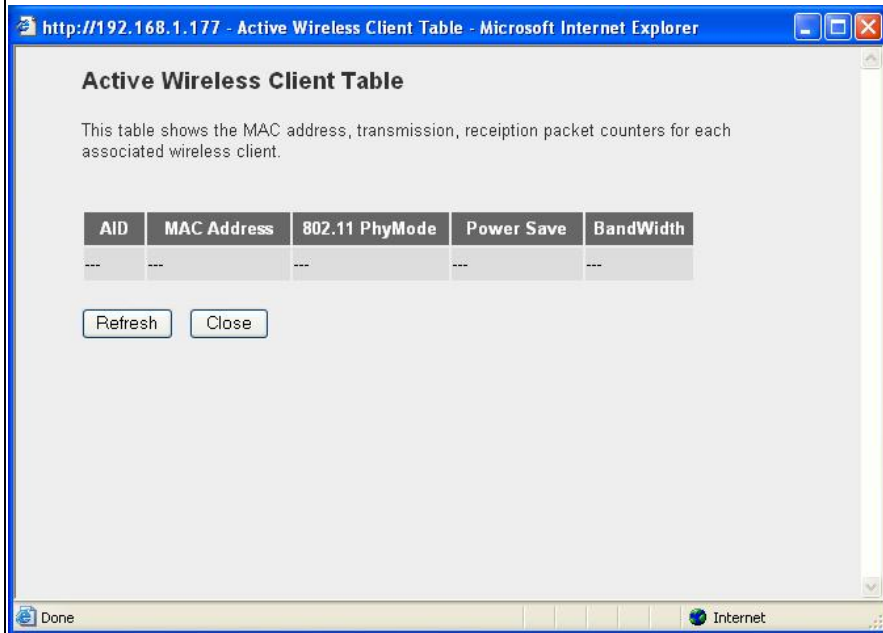 http://192.168.1.177 - Active Wireless Client Table - Microsoft Internet Explorer
Active Wireless Client Table
This table shows the MAC address, transmission, receiption packet counters for each
associated wireless client.
AID MAC Address 802.11 PhyMode Power Save BandWidth
--- --- --- --- ---
Refresh Close
Done Internet